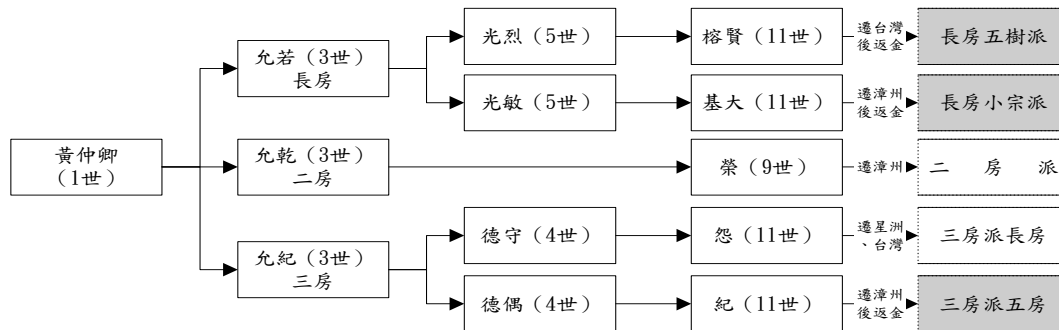 光烈（5世）
榕賢（11世）
遷台灣
後返金
長房五樹派
允若（3世）
長房
光敏（5世）
基大（11世）
遷漳州
後返金
長房小宗派
黃仲卿
（1世）
允乾（3世）
二房
榮（9世）
遷漳州
二房派
允紀（3世）
三房
德守（4世）
怨（11世）
遷星洲
、台灣
三房派長房
德偶（4世）
紀（11世）
遷漳州
後返金
三房派五房